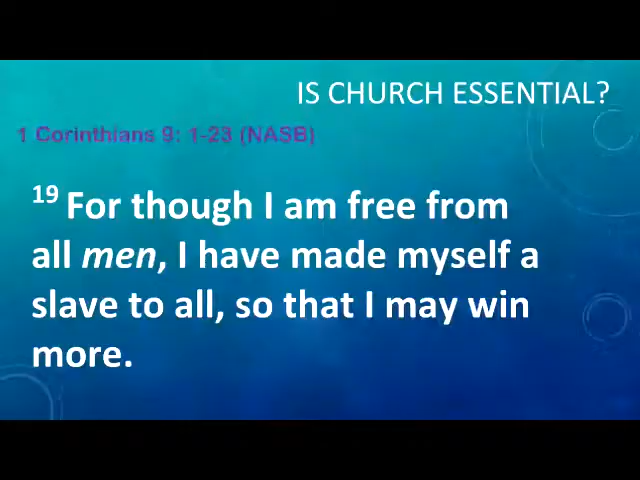 IS CHURCH ESSENTIAL?
1 Corinthians 9: 1-23 (NASB)
19 For though I am free from
all men, I have made myself a
slave to all, so that I may win
more.